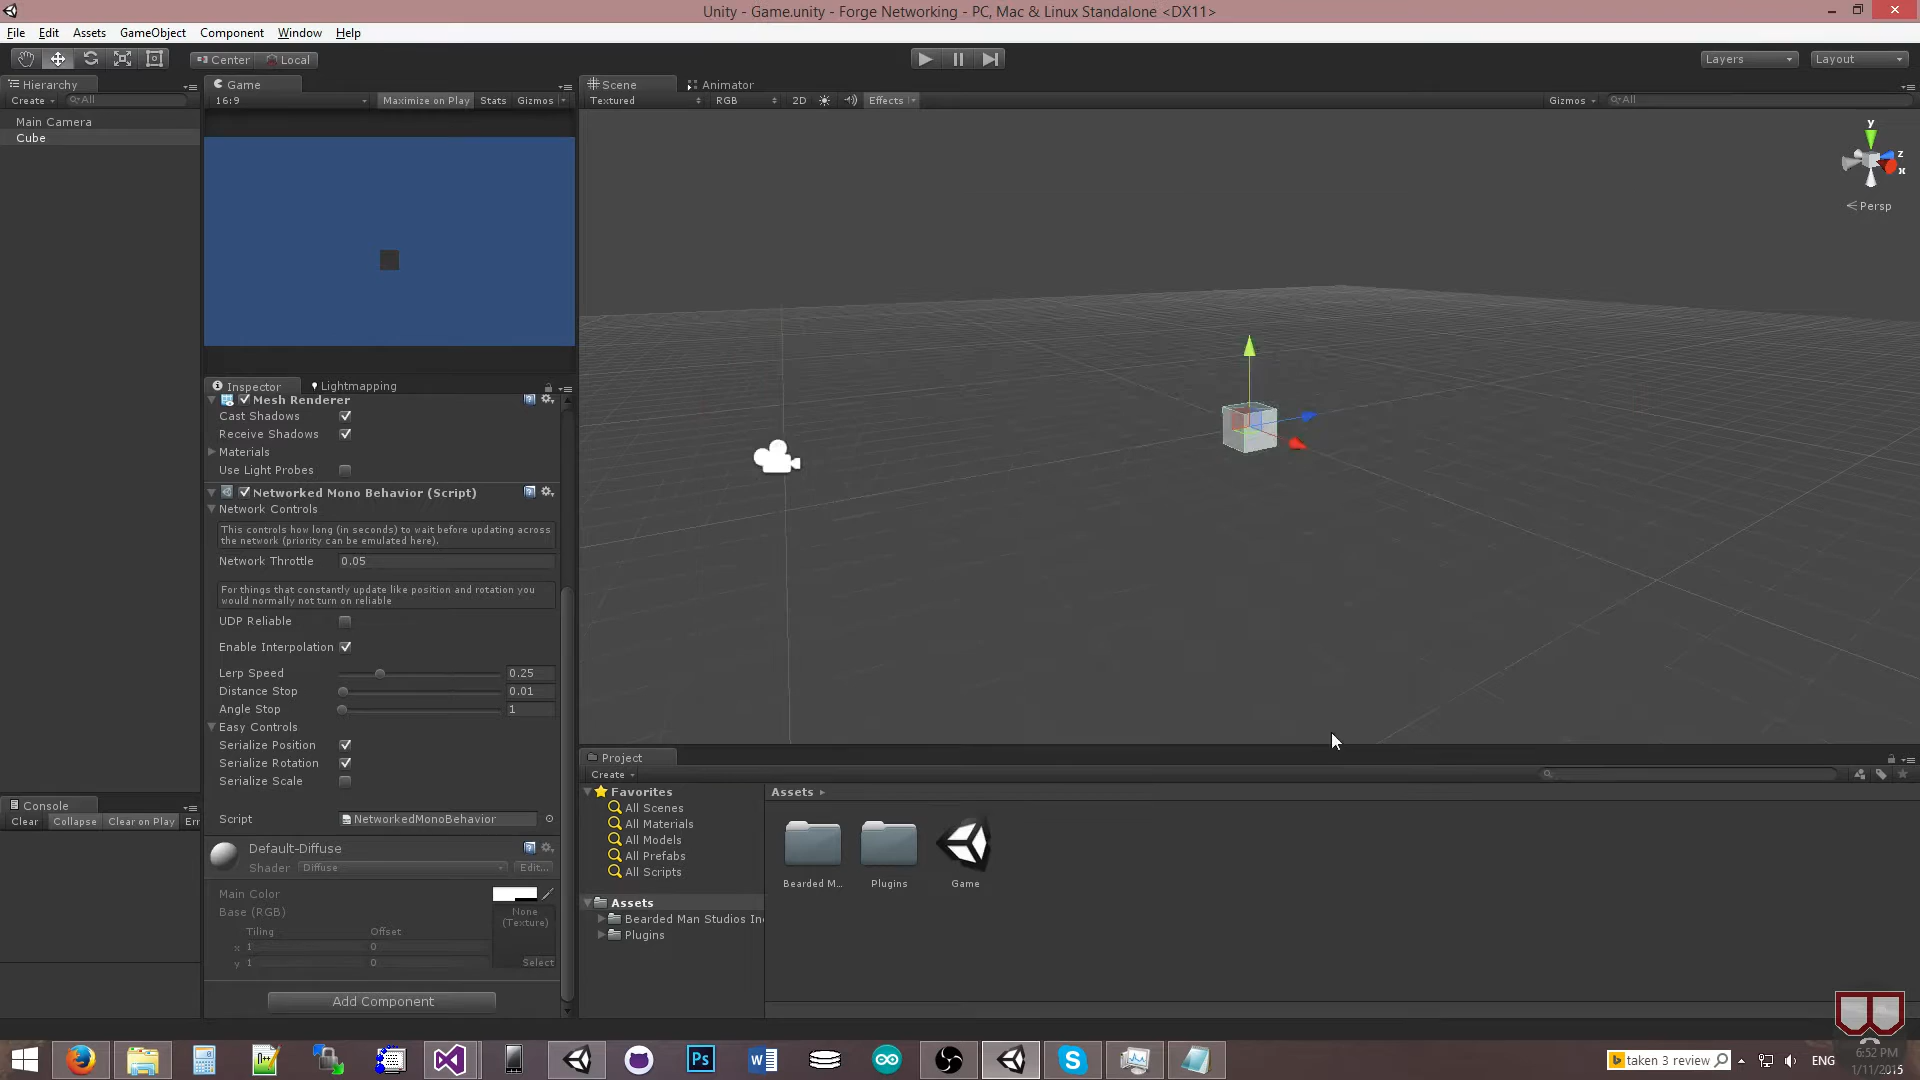 Unity - Game.unity - Forge Networking - PC, Mac & Linux Standalone <DX11>
File Edit Assets GameObject Component Window Help
Center Local
Layers Layout
Hierarchy
Create All
Main Camera
Cube
Game
16:9 Maximize on Play Stats Gizmos
Scene Animator
Textured RGB 2D Effects Gizmos All
y
z
x
Persp
Inspector Lightmapping
Mesh Renderer
Cast Shadows
Receive Shadows
Materials
Use Light Probes
Networked Mono Behavior (Script)
Network Controls
This controls how long (in seconds) to wait before updating across
the network (priority can be emulated here).
Network Throttle 0.05
For things that constantly update like position and rotation you
would normally not turn on reliable
UDP Reliable
Enable Interpolation
Lerp Speed 0.25
Distance Stop 0.01
Angle Stop 1
Easy Controls
Serialize Position
Serialize Rotation
Serialize Scale
Script NetworkedMonoBehavior
Default-Diffuse
Shader Diffuse Edit...
Main Color
Base (RGB) None
(Texture)
Tiling Offset
x 1 0
y 1 0
Select
Add Component
Console
Clear Collapse Clear on Play Err
Project
Create
Favorites
All Scenes
All Materials
All Models
All Prefabs
All Scripts
Assets
Bearded Man Studios In
Plugins
Assets
Bearded M...
Plugins
Game
Ps
W
taken 3 review
ENG
6:52 PM
1/11/2015